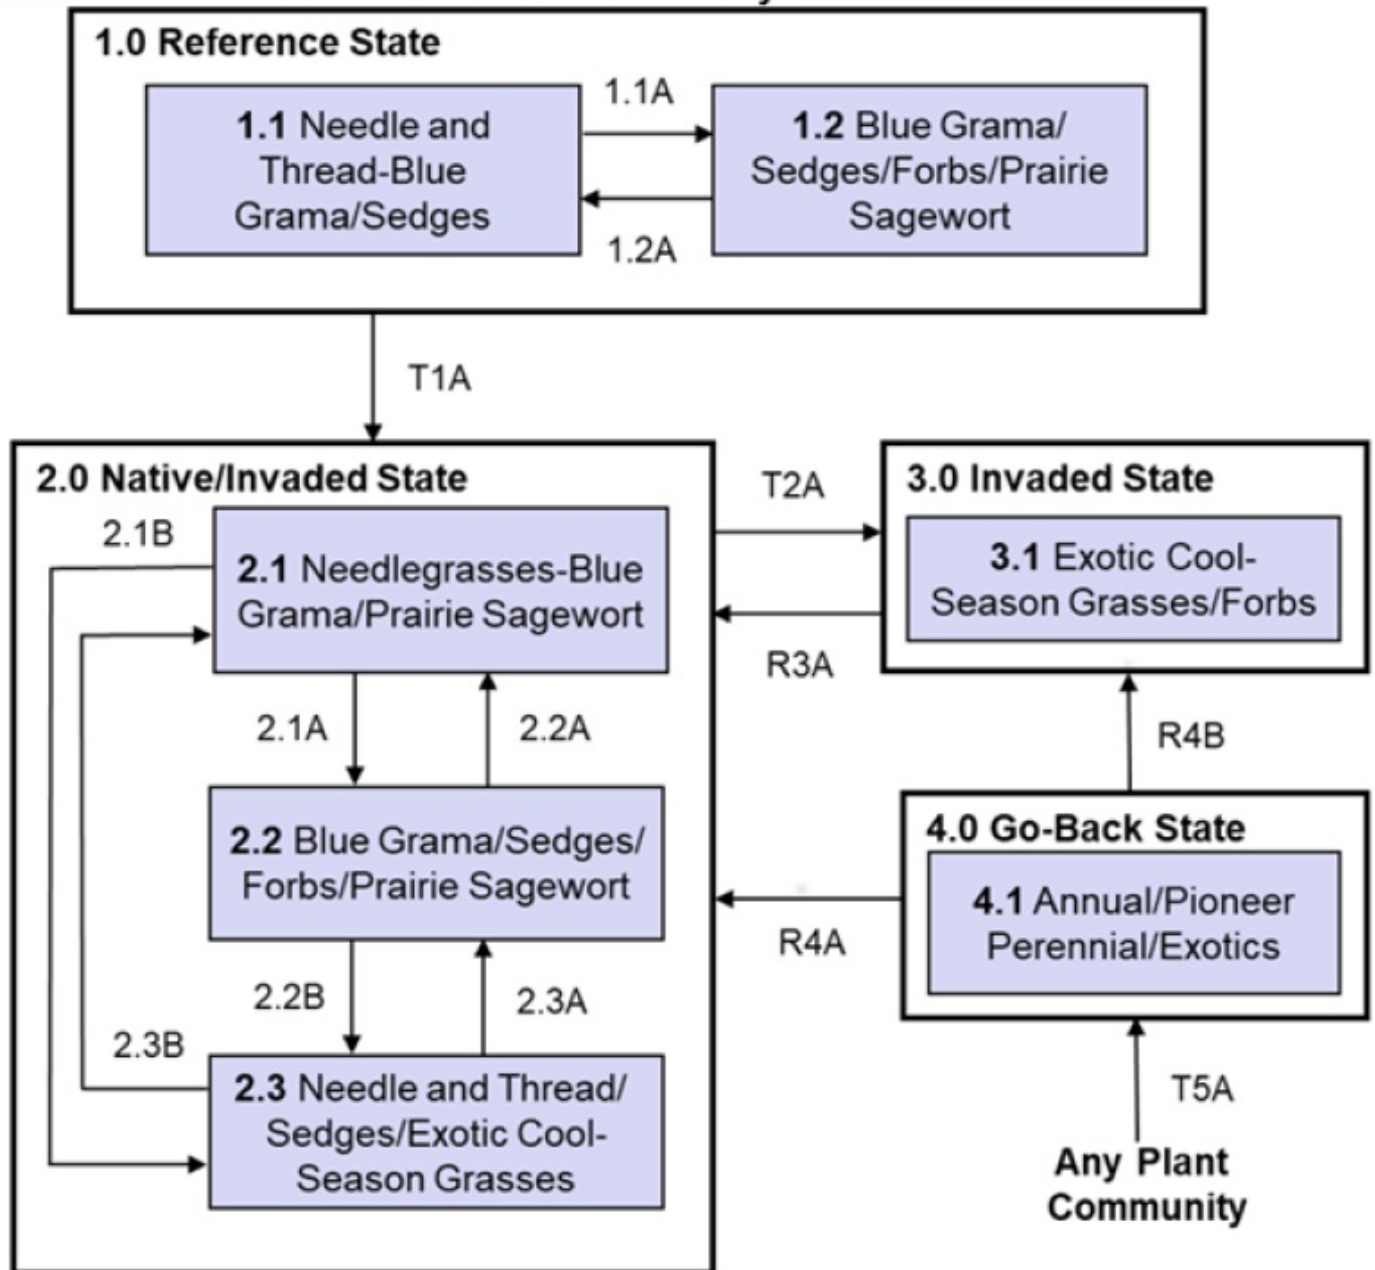 1.0 Reference State
1.1 Needle and
Thread-Blue
Grama/Sedges
1.1A
1.2A
1.2 Blue Grama/
Sedges/Forbs/Prairie
Sagewort
T1A
2.0 Native/Invaded State
2.1B
2.1 Needlegrasses-Blue
Grama/Prairie Sagewort
2.1A
2.2A
2.2 Blue Grama/Sedges/
Forbs/Prairie Sagewort
2.2B
2.3A
2.3B
2.3 Needle and Thread/
Sedges/Exotic Cool-
Season Grasses
T2A
R3A
3.0 Invaded State
3.1 Exotic Cool-
Season Grasses/Forbs
R4B
4.0 Go-Back State
4.1 Annual/Pioneer
Perennial/Exotics
R4A
T5A
Any Plant
Community